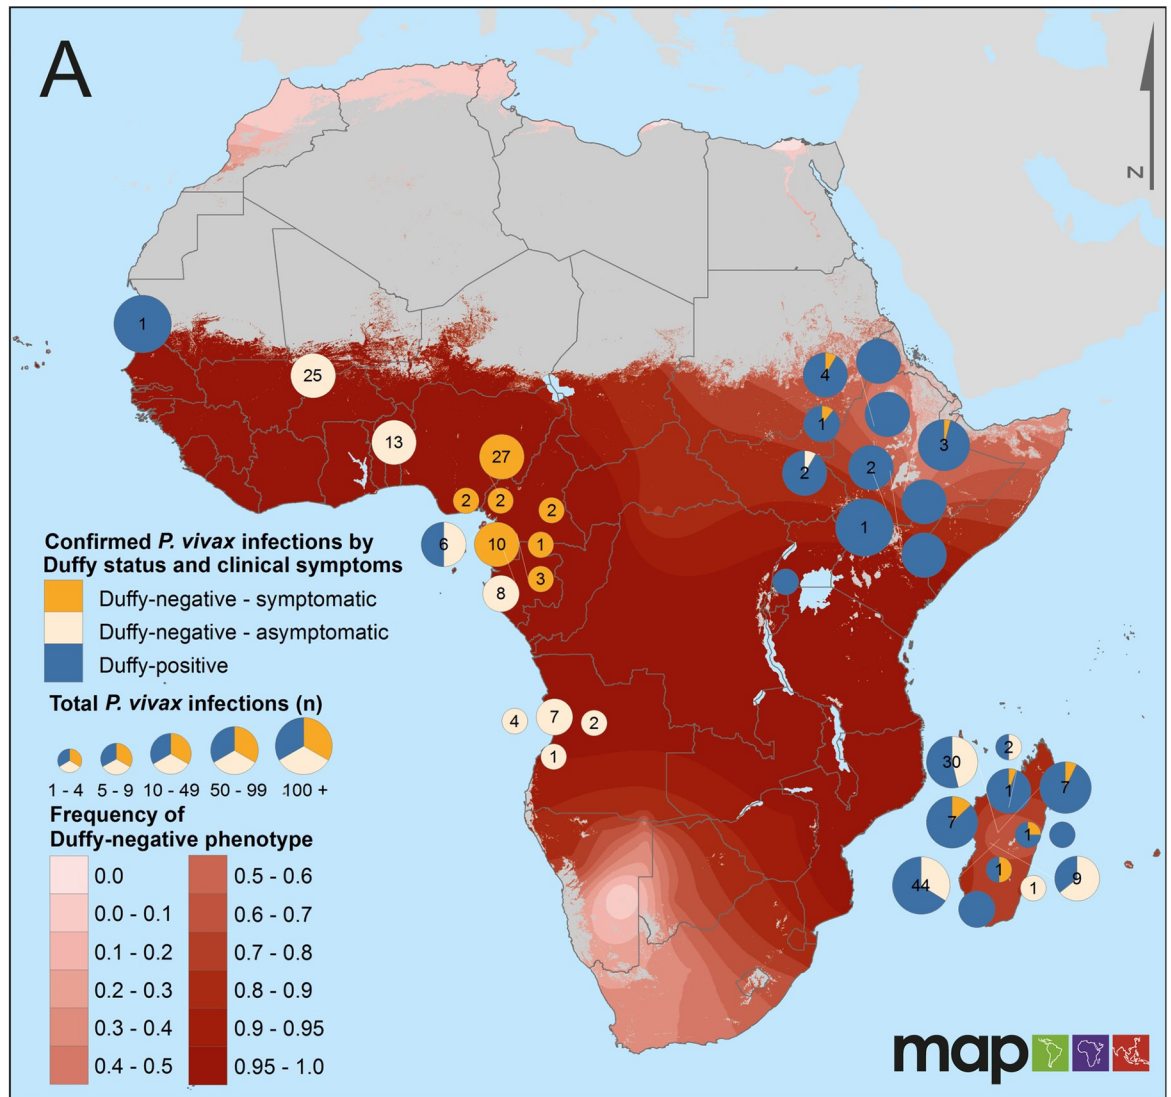 A
N
1
25
13
27
2
2
2
6
10
1
3
8
4
7
2
1
4
1
2
2
3
1
30
2
1
7
7
1
44
1
1
9
Confirmed P. vivax infections by
Duffy status and clinical symptoms
Duffy-negative - symptomatic
Duffy-negative - asymptomatic
Duffy-positive
Total P. vivax infections (n)
1 - 4 5 - 9 10 - 49 50 - 99 100 +
Frequency of
Duffy-negative phenotype
0.0 0.5 - 0.6
0.0 - 0.1 0.6 - 0.7
0.1 - 0.2 0.7 - 0.8
0.2 - 0.3 0.8 - 0.9
0.3 - 0.4 0.9 - 0.95
0.4 - 0.5 0.95 - 1.0
map